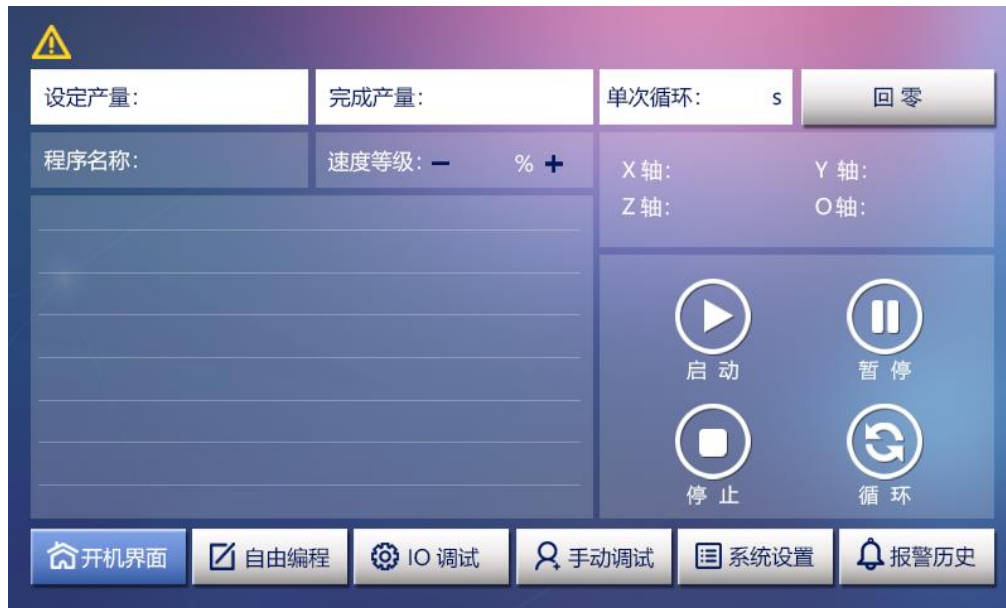 设定产量:
完成产量:
单次循环: s
回零
程序名称:
速度等级: − % +
X 轴:
Y 轴:
Z 轴:
O 轴:
启动
暂停
停止
循环
开机界面
自由编程
IO 调试
手动调试
系统设置
报警历史